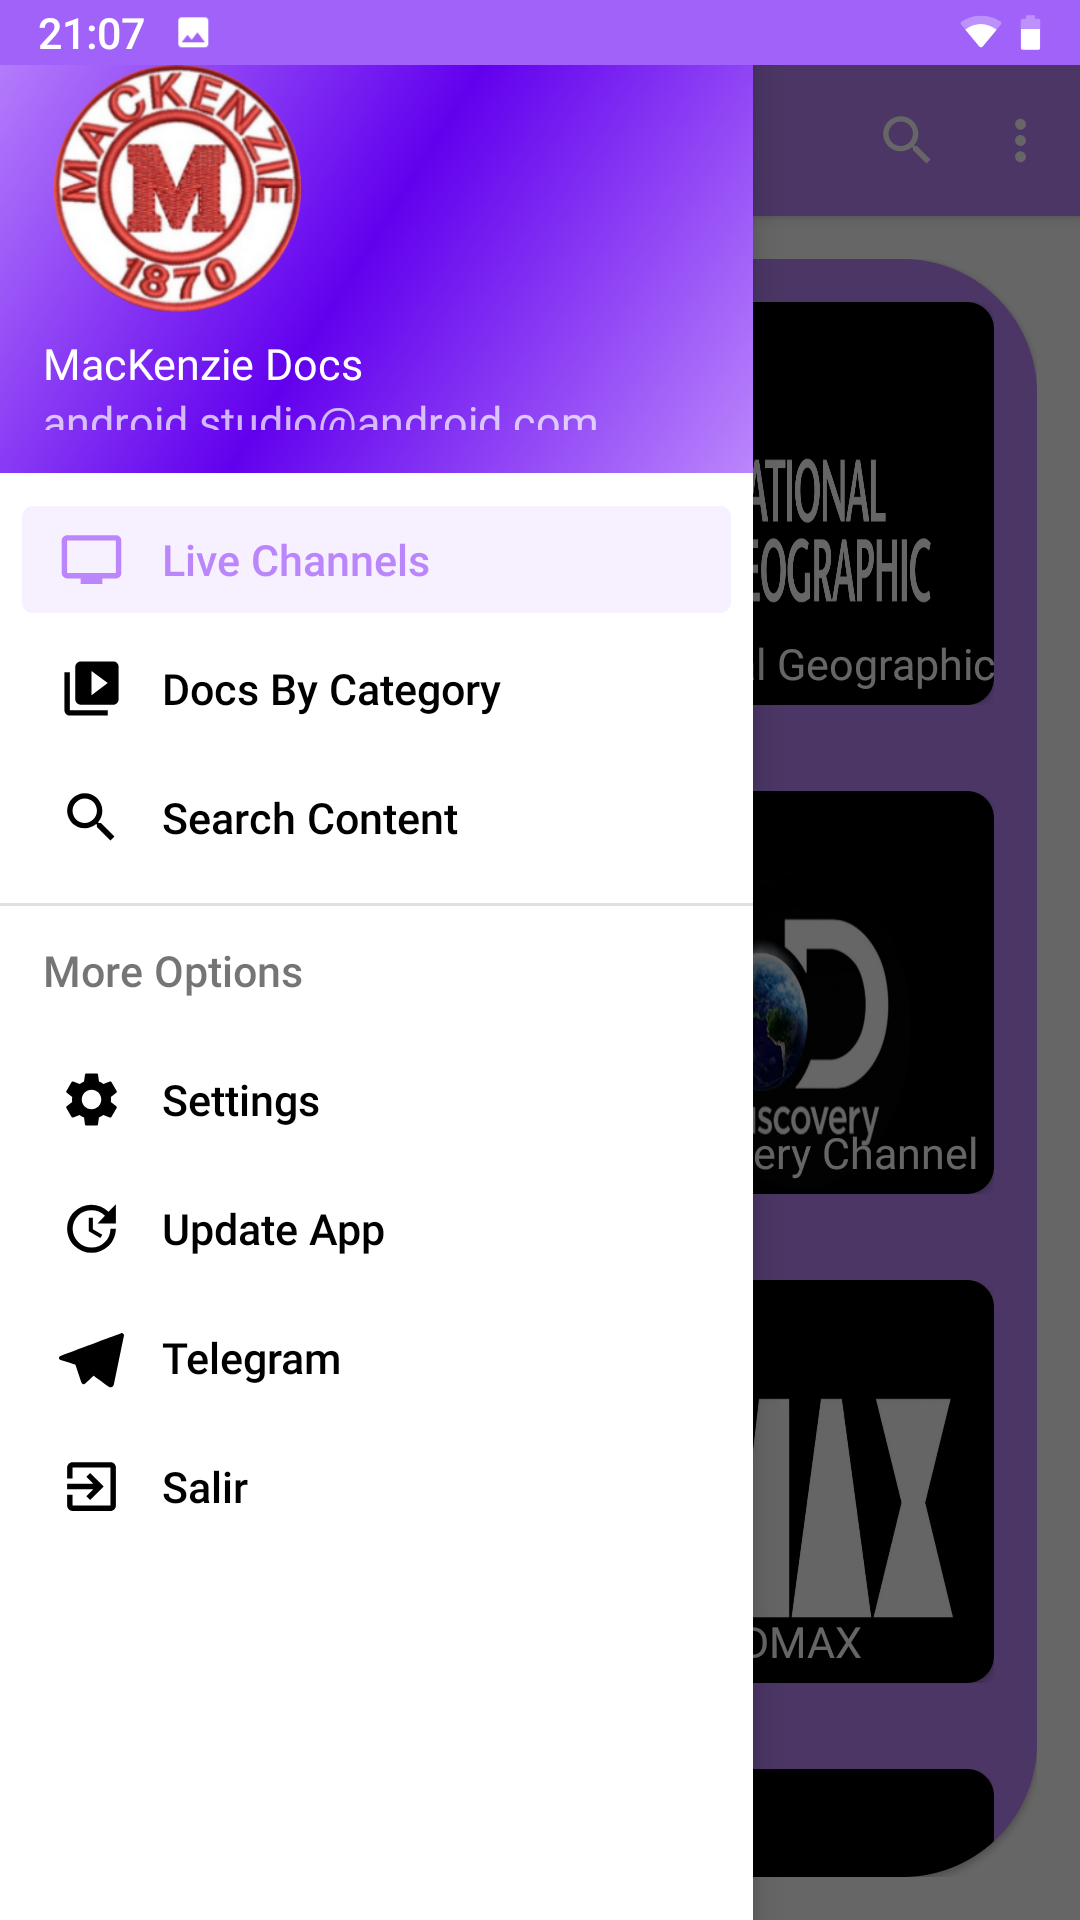 21:07
MACKENZIE
M
1870
MacKenzie Docs
android.studio@android.com
Live Channels
Docs By Category
Search Content
More Options
Settings
Update App
Telegram
Salir
ATIONAL
EOGRAPHIC
l Geographic
iscovery
ery Channel
DMAX